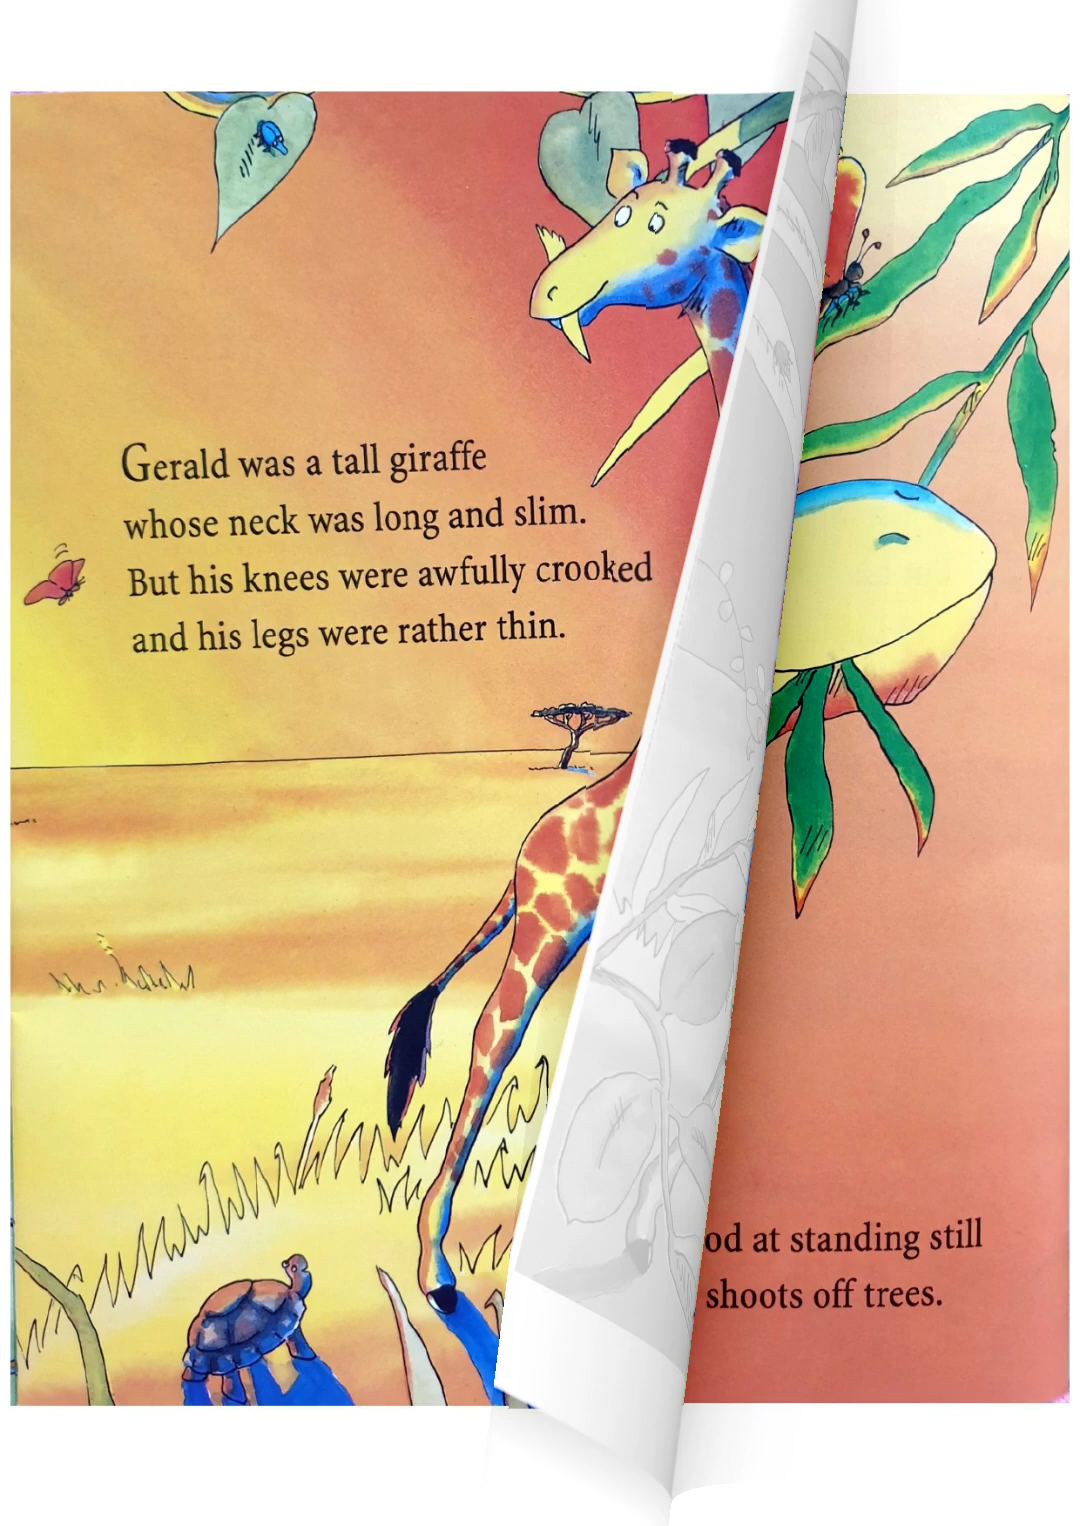 Gerald was a tall giraffe
whose neck was long and slim.
But his knees were awfully crooked
and his legs were rather thin.
at standing still
shoots off trees.